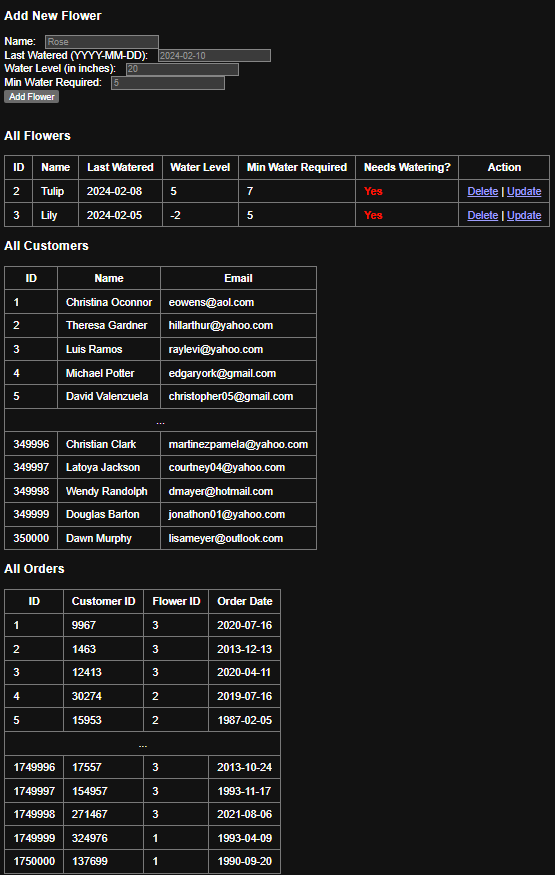 Add New Flower
Name: Rose
Last Watered (YYYY-MM-DD): 2024-02-10
Water Level (in inches): 20
Min Water Required: 5
Add Flower
All Flowers
ID Name Last Watered Water Level Min Water Required Needs Watering? Action
2 Tulip 2024-02-08 5 7 Yes Delete | Update
3 Lily 2024-02-05 -2 5 Yes Delete | Update
All Customers
ID Name Email
1 Christina Oconnor eowens@aol.com
2 Theresa Gardner hillarthur@yahoo.com
3 Luis Ramos raylevi@yahoo.com
4 Michael Potter edgaryork@gmail.com
5 David Valenzuela christopher05@gmail.com
...
349996 Christian Clark martinezpamela@yahoo.com
349997 Latoya Jackson courtney04@yahoo.com
349998 Wendy Randolph dmayer@hotmail.com
349999 Douglas Barton jonathon01@yahoo.com
350000 Dawn Murphy lisameyer@outlook.com
All Orders
ID Customer ID Flower ID Order Date
1 9967 3 2020-07-16
2 1463 3 2013-12-13
3 12413 3 2020-04-11
4 30274 2 2019-07-16
5 15953 2 1987-02-05
...
1749996 17557 3 2013-10-24
1749997 154957 3 1993-11-17
1749998 271467 3 2021-08-06
1749999 324976 1 1993-04-09
1750000 137699 1 1990-09-20